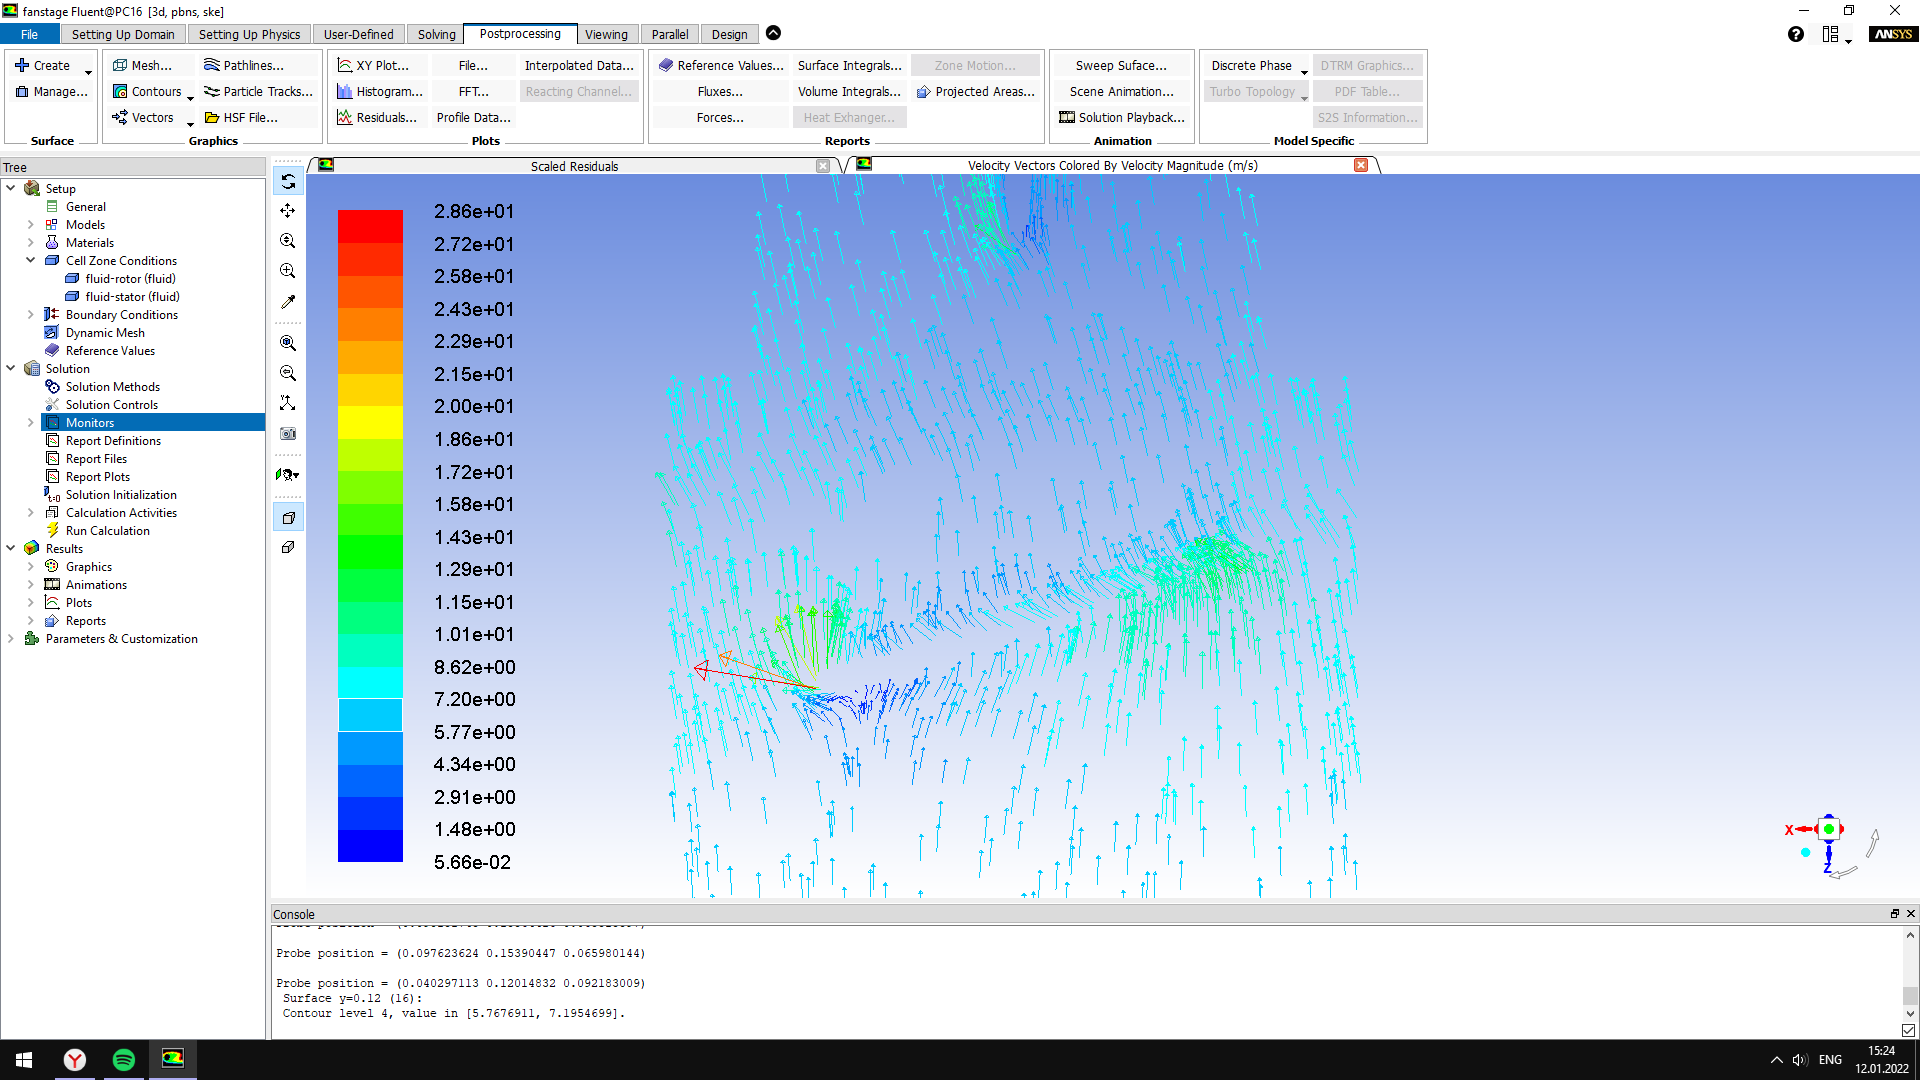 fanstage Fluent@PC16 [3d, pbns, ske]
File
Setting Up Domain
Setting Up Physics
User-Defined
Solving
Postprocessing
Viewing
Parallel
Design
ANSYS
Create
Manage...
Surface
Mesh...
Contours
Vectors
Pathlines...
Particle Tracks...
HSF File...
Graphics
XY Plot...
Histogram...
Residuals...
File...
FFT...
Profile Data...
Interpolated Data...
Reacting Channel...
Plots
Reference Values...
Fluxes...
Forces...
Surface Integrals...
Volume Integrals...
Heat Exhanger...
Zone Motion...
Projected Areas...
Reports
Sweep Suface...
Scene Animation...
Solution Playback...
Animation
Discrete Phase
Turbo Topology
DTRM Graphics...
PDF Table...
S2S Information...
Model Specific
Tree
Setup
General
Models
Materials
Cell Zone Conditions
fluid-rotor (fluid)
fluid-stator (fluid)
Boundary Conditions
Dynamic Mesh
Reference Values
Solution
Solution Methods
Solution Controls
Monitors
Report Definitions
Report Files
Report Plots
Solution Initialization
Calculation Activities
Run Calculation
Results
Graphics
Animations
Plots
Reports
Parameters & Customization
Scaled Residuals
Velocity Vectors Colored By Velocity Magnitude (m/s)
2.86e+01
2.72e+01
2.58e+01
2.43e+01
2.29e+01
2.15e+01
2.00e+01
1.86e+01
1.72e+01
1.58e+01
1.43e+01
1.29e+01
1.15e+01
1.01e+01
8.62e+00
7.20e+00
5.77e+00
4.34e+00
2.91e+00
1.48e+00
5.66e-02
X
Z
Console
Probe position = (0.097623624 0.15390447 0.065980144)
Probe position = (0.040297113 0.12014832 0.092183009)
Surface y=0.12 (16):
Contour level 4, value in [5.7676911, 7.1954699].
ENG
15:24
12.01.2022